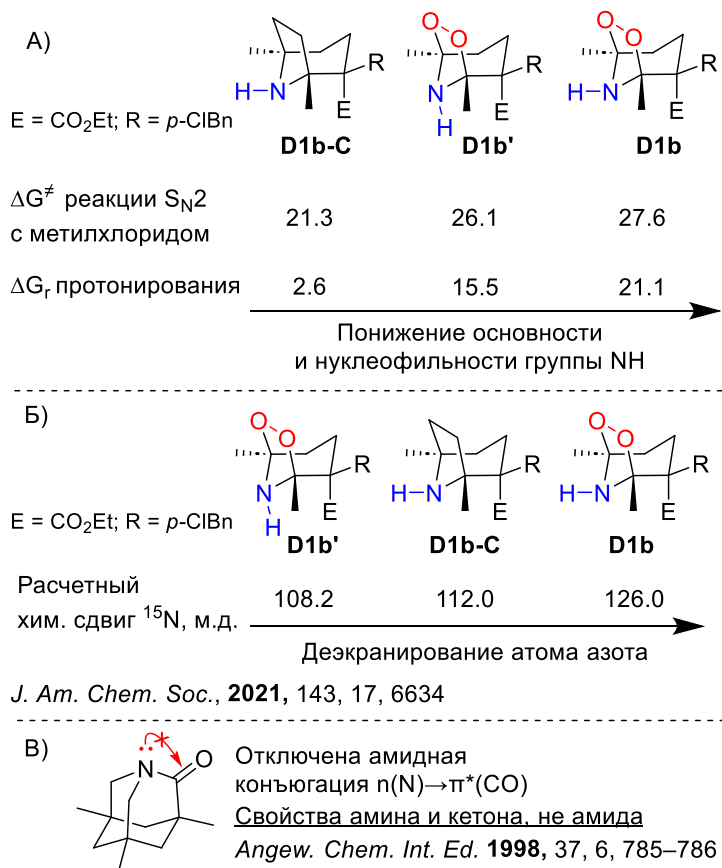 А)
O
O
R
H–N
E
D1b-C
O
O
R
N
H
E
D1b'
O
O
R
H–N
E
D1b
E = CO2Et; R = p-ClBn
ΔG≠ реакции SN2
с метилхлоридом
21.3 26.1 27.6
ΔGr протонирования 2.6 15.5 21.1
Понижение основности
и нуклеофильности группы NH
Б)
O
O
R
N
H
E
D1b'
R
H–N
E
D1b-C
O
O
R
H–N
E
D1b
E = CO2Et; R = p-ClBn
Расчетный
хим. сдвиг 15N, м.д.
108.2 112.0 126.0
Деэкранирование атома азота
J. Am. Chem. Soc., 2021, 143, 17, 6634
В)
N
O
Отключена амидная
конъюгация n(N)→π*(CO)
Свойства амина и кетона, не амида
Angew. Chem. Int. Ed. 1998, 37, 6, 785–786